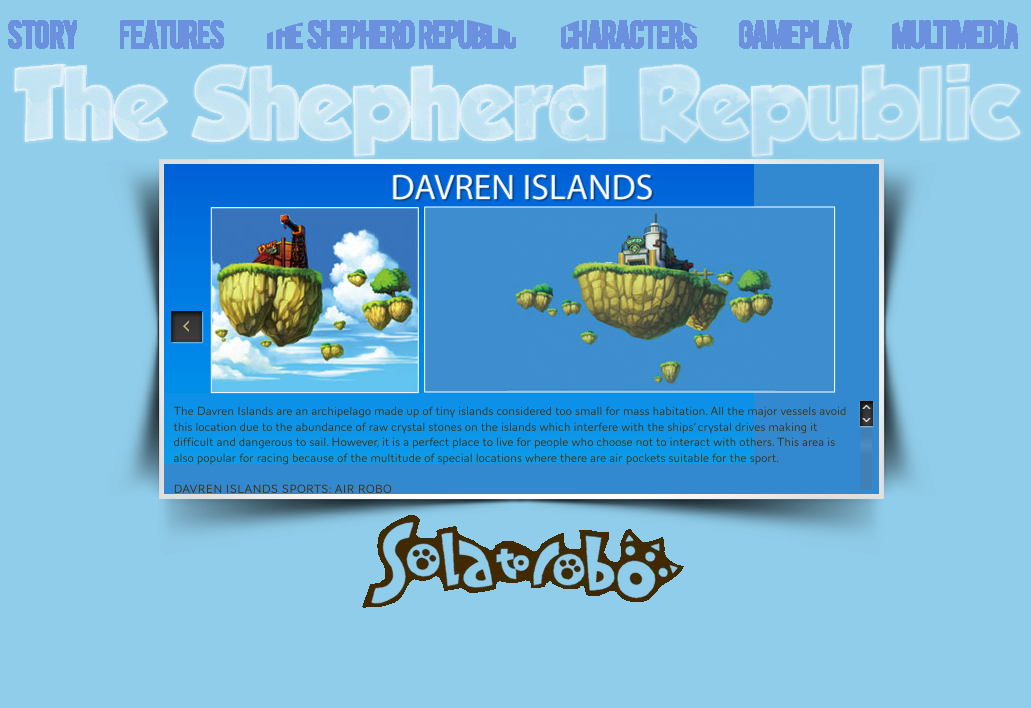 STORY FEATURES THE SHEPHERD REPUBLIC CHARACTERS GAMEPLAY MULTIMEDIA
The Shepherd Republic
DAVREN ISLANDS
The Davren Islands are an archipelago made up of tiny islands considered too small for mass habitation. All the major vessels avoid
this location due to the abundance of raw crystal stones on the islands which interfere with the ships' crystal drives making it
difficult and dangerous to sail. However, it is a perfect place to live for people who choose not to interact with others. This area is
also popular for racing because of the multitude of special locations where there are air pockets suitable for the sport.
DAVREN ISLANDS SPORTS: AIR ROBO
Solatorobo